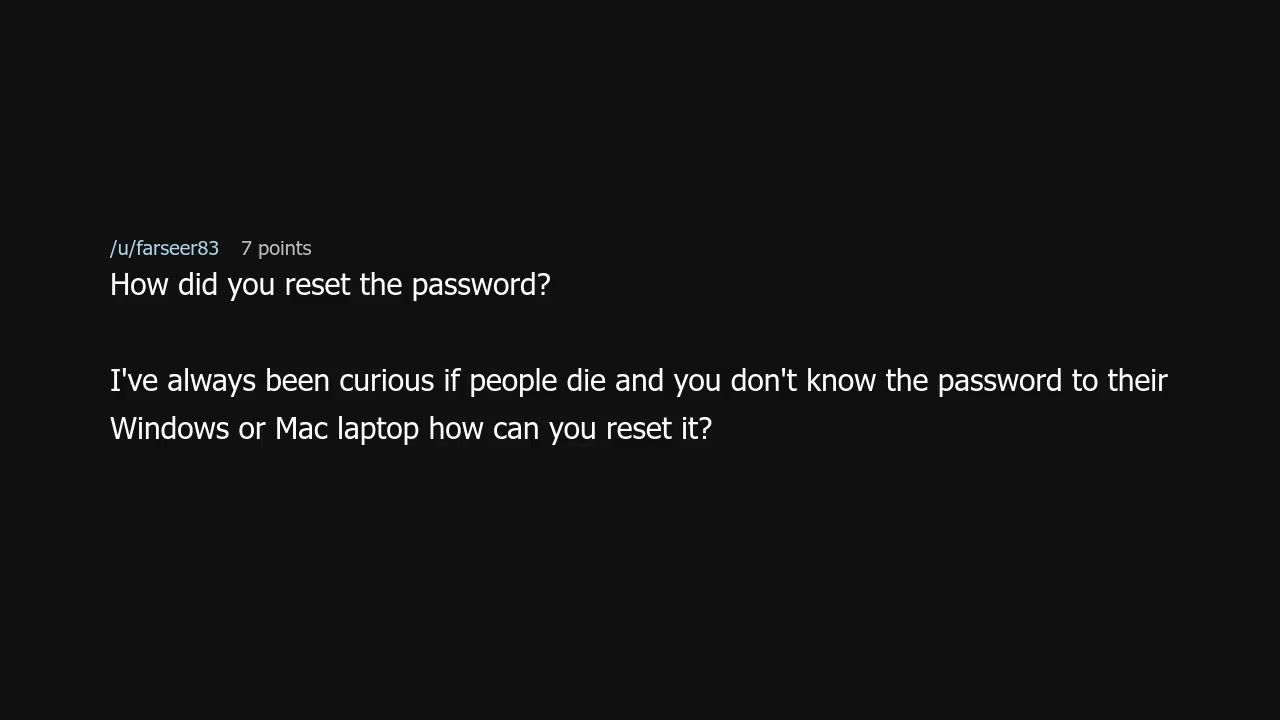 /u/farseer83 7 points
How did you reset the password?
I've always been curious if people die and you don't know the password to their
Windows or Mac laptop how can you reset it?